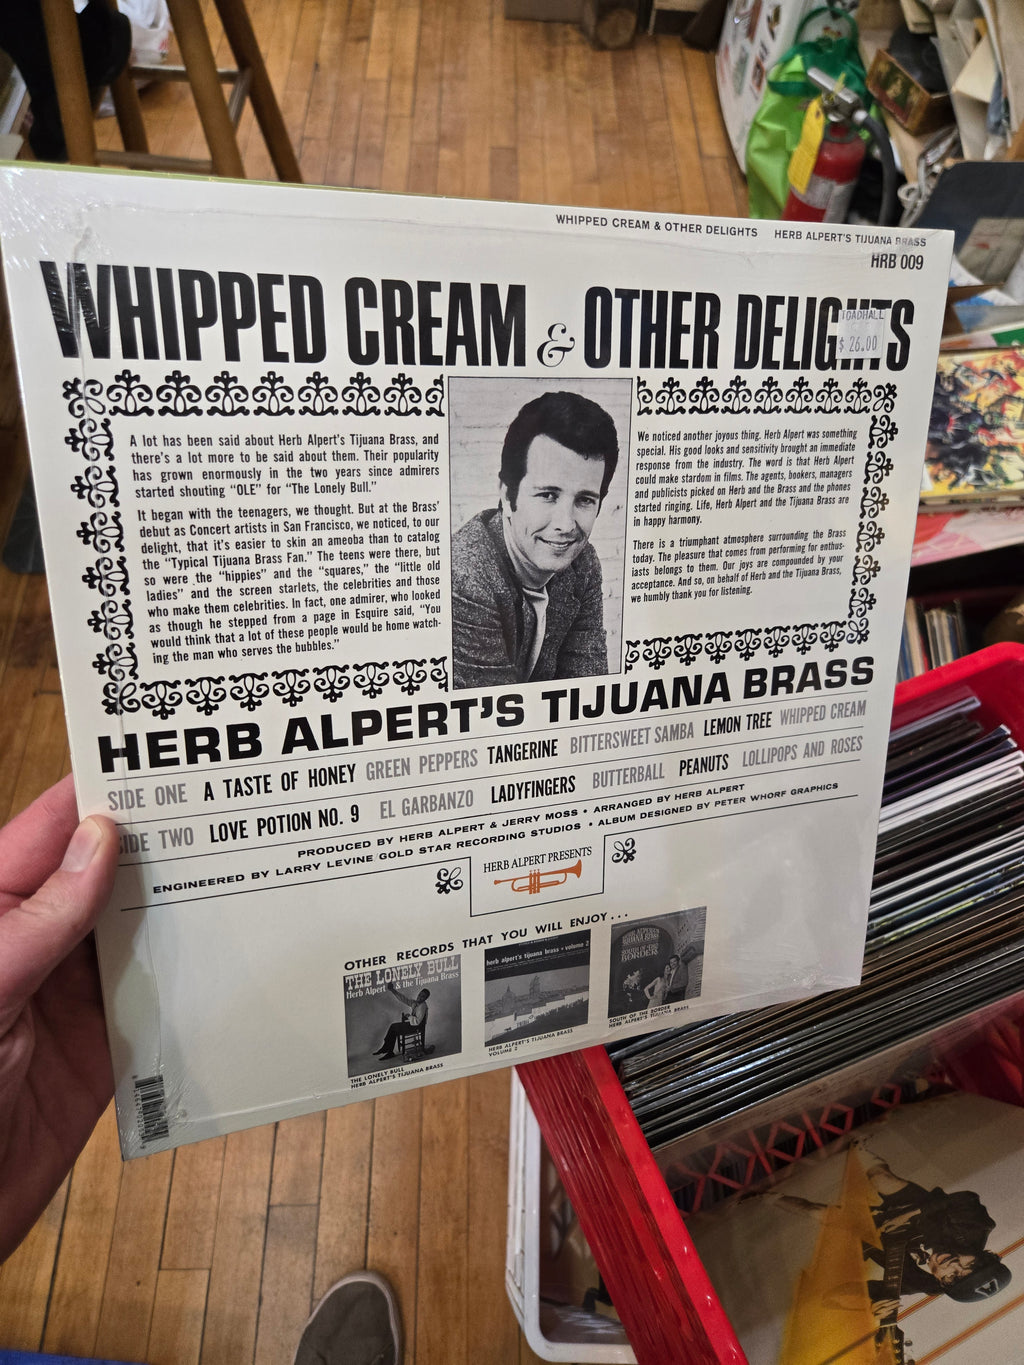 WHIPPED CREAM & OTHER DELIGHTS HERB ALPERT'S TIJUANA BRASS
HRB 009
WHIPPED CREAM & OTHER DELIGHTS
TOADHALL
$ 26.00
A lot has been said about Herb Alpert's Tijuana Brass, and
there's a lot more to be said about them. Their popularity
has grown enormously in the two years since admirers
started shouting "OLE" for "The Lonely Bull."
It began with the teenagers, we thought. But at the Brass'
debut as Concert artists in San Francisco, we noticed, to our
delight, that it's easier to skin an ameoba than to catalog
the "Typical Tijuana Brass Fan." The teens were there, but
so were the "hippies" and the "squares," the "little old
ladies" and the screen starlets, the celebrities and those
who make them celebrities. In fact, one admirer, who looked
as though he stepped from a page in Esquire said, "You
would think that a lot of these people would be home watch-
ing the man who serves the bubbles."
We noticed another joyous thing. Herb Alpert was something
special. His good looks and sensitivity brought an immediate
response from the industry. The word is that Herb Alpert
could make stardom in films. The agents, bookers, managers
and publicists picked on Herb and the Brass and the phones
started ringing. Life, Herb Alpert and the Tijuana Brass are
in happy harmony.
There is a triumphant atmosphere surrounding the Brass
today. The pleasure that comes from performing for enthus-
iasts belongs to them. Our joys are compounded by your
acceptance. And so, on behalf of Herb and the Tijuana Brass,
we humbly thank you for listening.
HERB ALPERT'S TIJUANA BRASS
SIDE ONE A TASTE OF HONEY GREEN PEPPERS TANGERINE BITTERSWEET SAMBA LEMON TREE WHIPPED CREAM
SIDE TWO LOVE POTION NO. 9 EL GARBANZO LADYFINGERS BUTTERBALL PEANUTS LOLLIPOPS AND ROSES
PRODUCED BY HERB ALPERT & JERRY MOSS • ARRANGED BY HERB ALPERT
ENGINEERED BY LARRY LEVINE/GOLD STAR RECORDING STUDIOS • ALBUM DESIGNED BY PETER WHORF GRAPHICS
HERB ALPERT PRESENTS
OTHER RECORDS THAT YOU WILL ENJOY...
THE LONELY BULL
Herb Alpert & the Tijuana Brass
THE LONELY BULL
HERB ALPERT'S TIJUANA BRASS
herb alpert's tijuana brass • volume 2
HERB ALPERT'S TIJUANA BRASS
VOLUME 2
HERB ALPERT'S
TIJUANA BRASS
SOUTH OF THE
BORDER
SOUTH OF THE BORDER
HERB ALPERT'S TIJUANA BRASS